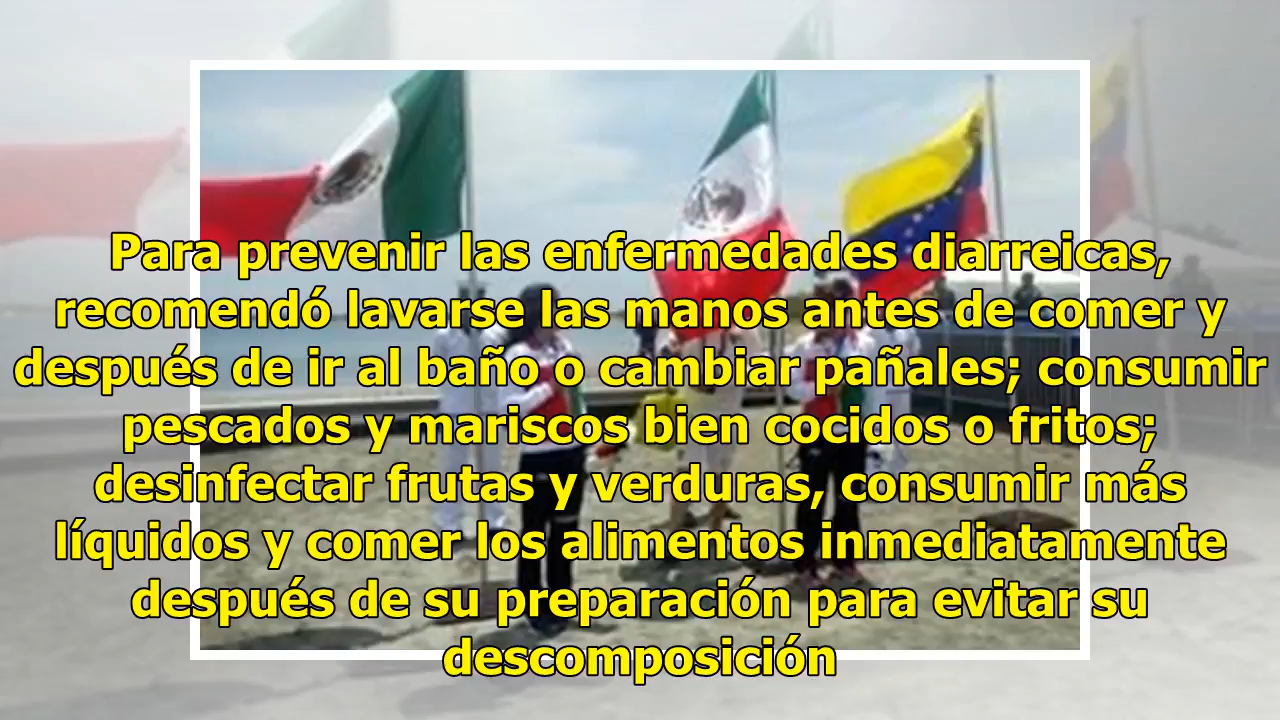 Para prevenir las enfermedades diarreicas,
recomendó lavarse las manos antes de comer y
después de ir al baño o cambiar pañales; consumir
pescados y mariscos bien cocidos o fritos;
desinfectar frutas y verduras, consumir más
líquidos y comer los alimentos inmediatamente
después de su preparación para evitar su
descomposición